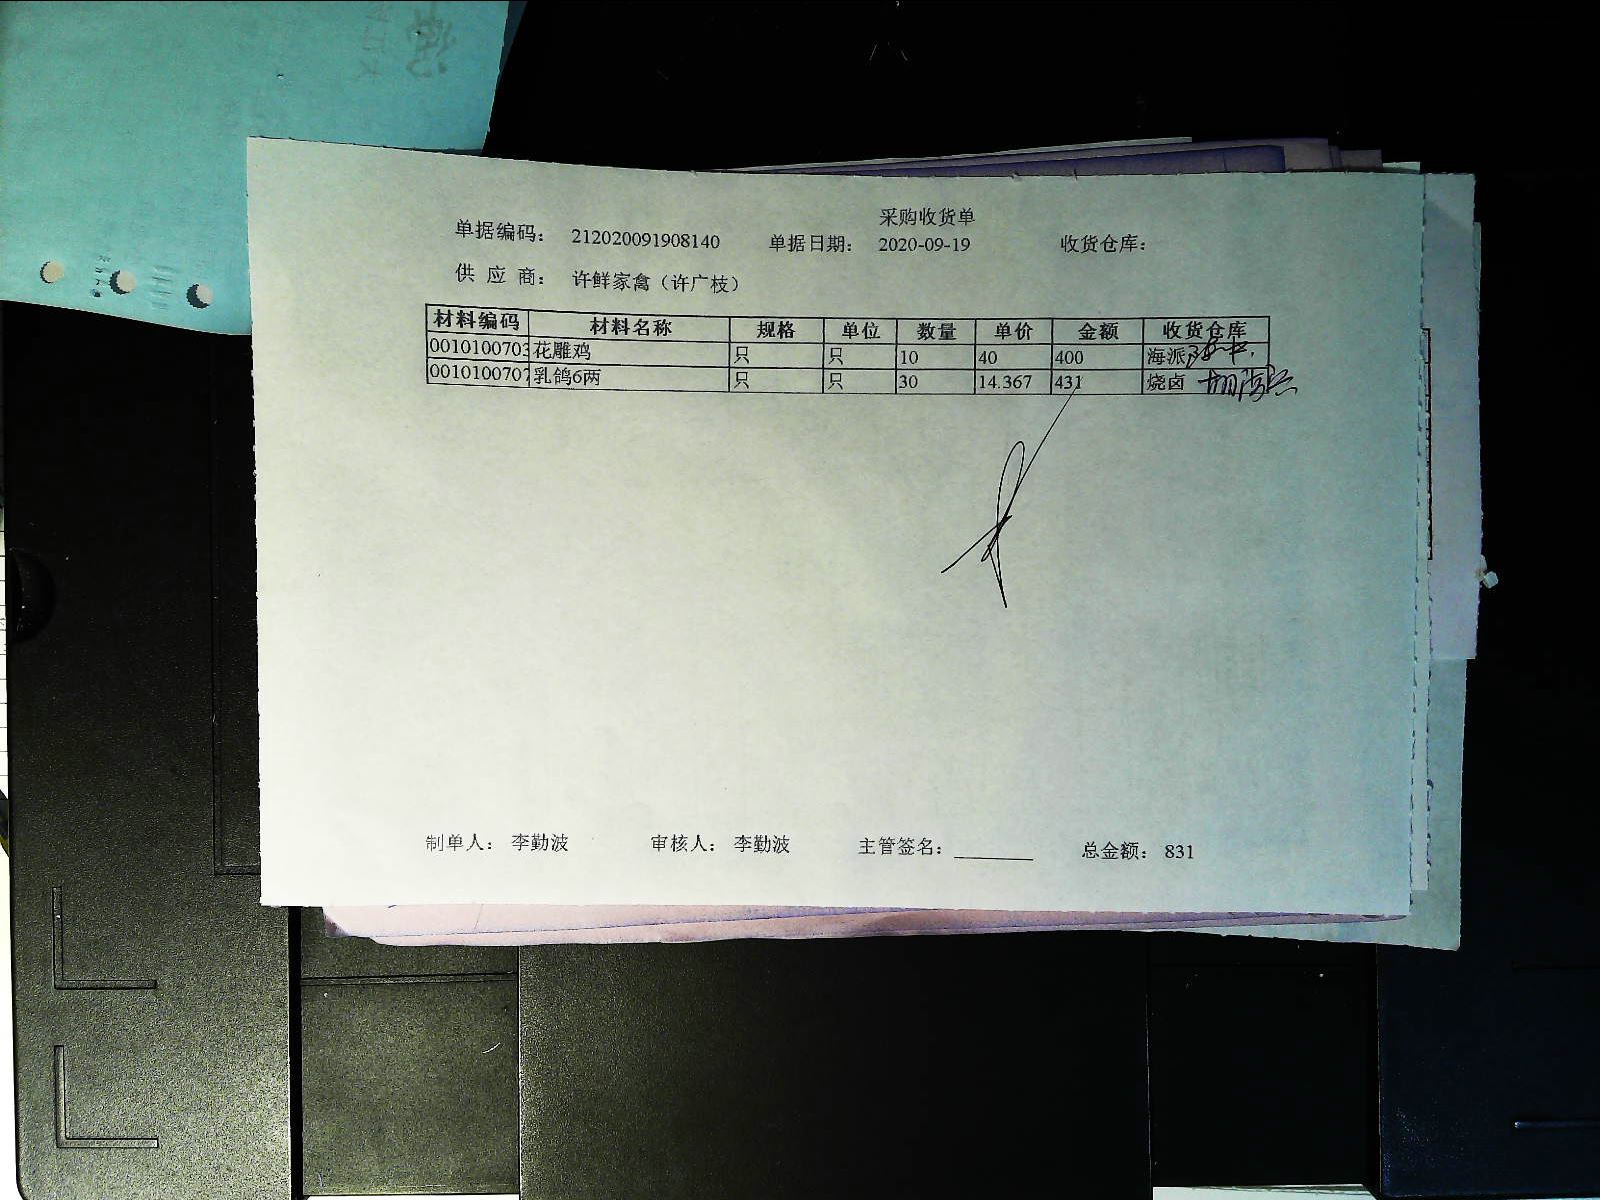 采购收货单
单据编码: 212020091908140 单据日期: 2020-09-19 收货仓库:
供 应 商: 许鲜家禽（许广枝）
材料编码 材料名称 规格 单位 数量 单价 金额 收货仓库
0010100703 花雕鸡 只 只 10 40 400 海派
0010100707 乳鸽6两 只 只 30 14.367 431 烧卤
制单人: 李勤波 审核人: 李勤波 主管签名: 总金额: 831